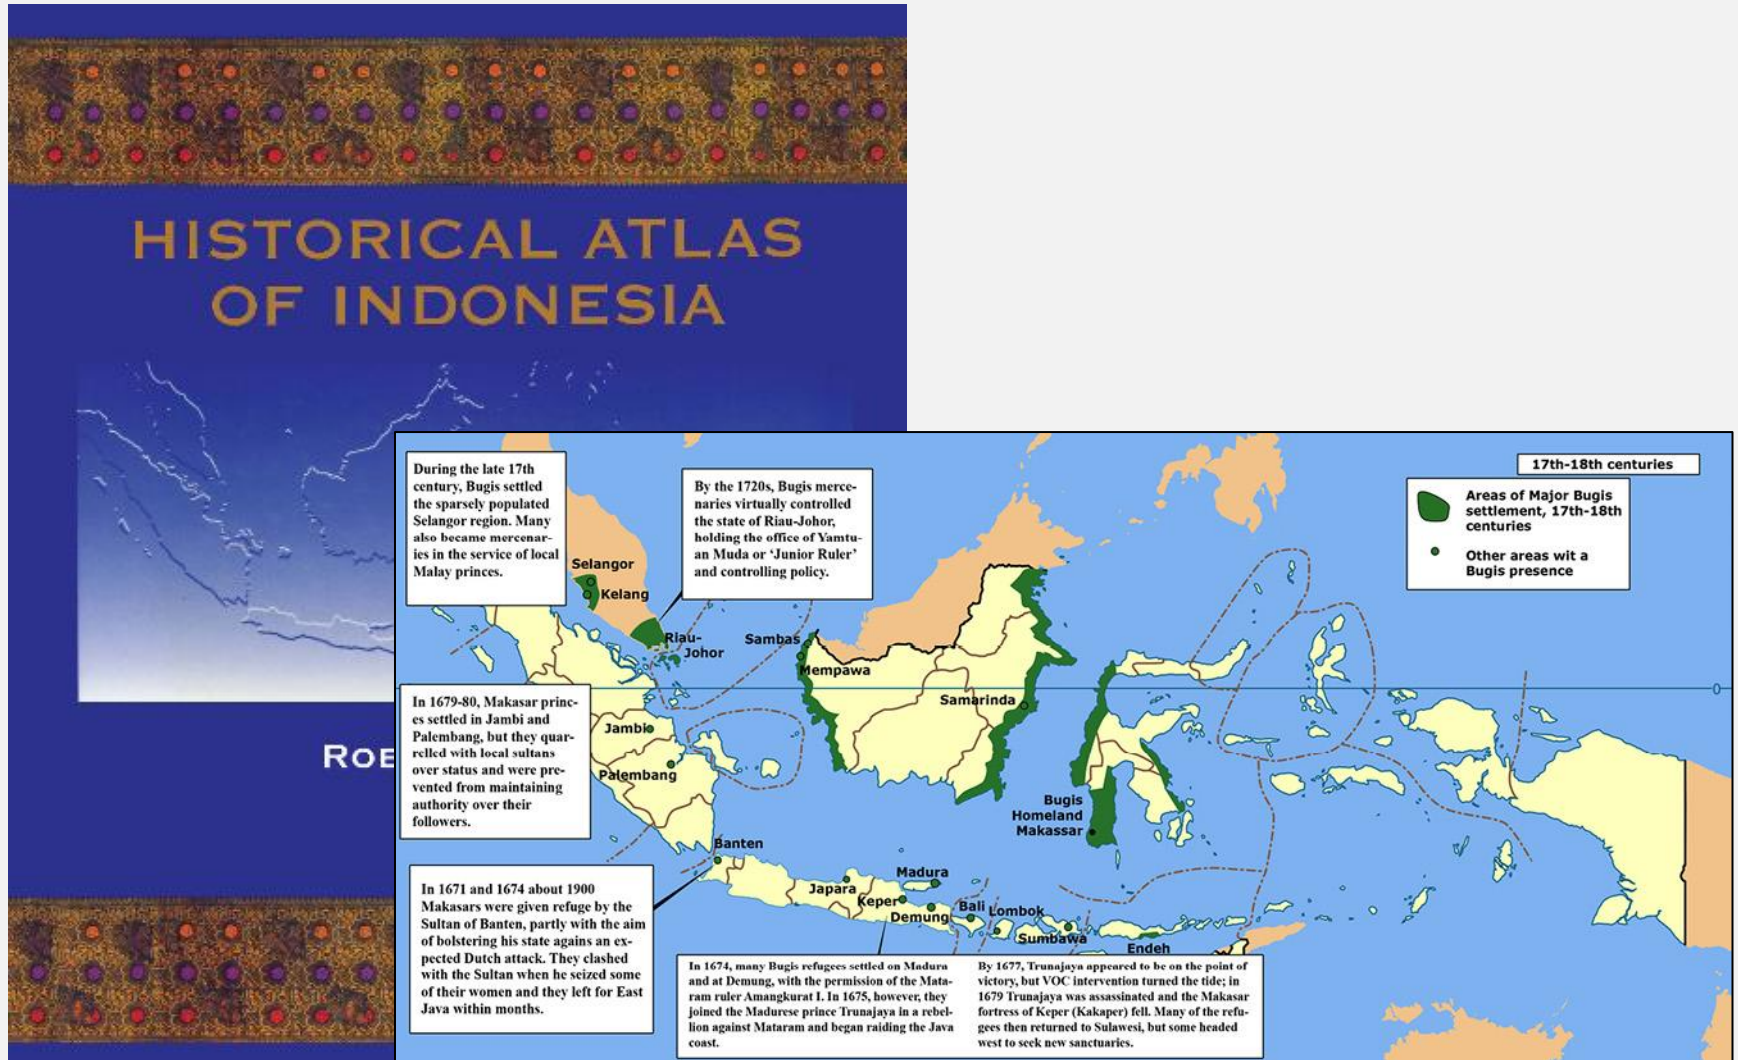 HISTORICAL ATLAS
OF INDONESIA
During the late 17th
century, Bugis settled
the sparsely populated
Selangor region. Many
also became mercenar-
ies in the service of local
Malay princes.
By the 1720s, Bugis merce-
naries virtually controlled
the state of Riau-Johor,
holding the office of Yamtu-
an Muda or ‘Junior Ruler’
and controlling policy.
17th-18th centuries
Areas of Major Bugis
settlement, 17th-18th
centuries
Other areas wit a
Bugis presence
Selangor
Kelang
Riau-
Johor
Sambas
Mempawa
Samarinda
0
In 1679-80, Makasar princ-
es settled in Jambi and
Palembang, but they quar-
relled with local sultans
over status and were pre-
vented from maintaining
authority over their
followers.
Jambi
Palembang
ROB
Bugis
Homeland
Makassar
Banten
In 1671 and 1674 about 1900
Makasars were given refuge by the
Sultan of Banten, partly with the aim
of bolstering his state agains an ex-
pected Dutch attack. They clashed
with the Sultan when he seized some
of their women and they left for East
Java within months.
Japara
Madura
Keper
Demung
Bali
Lombok
Sumbawa
Endeh
In 1674, many Bugis refugees settled on Madura
and at Demung, with the permission of the Mata-
ram ruler Amangkurat I. In 1675, however, they
joined the Madurese prince Trunajaya in a rebel-
lion against Mataram and began raiding the Java
coast.
By 1677, Trunajaya appeared to be on the point of
victory, but VOC intervention turned the tide; in
1679 Trunajaya was assassinated and the Makasar
fortress of Keper (Kakaper) fell. Many of the refu-
gees then returned to Sulawesi, but some headed
west to seek new sanctuaries.